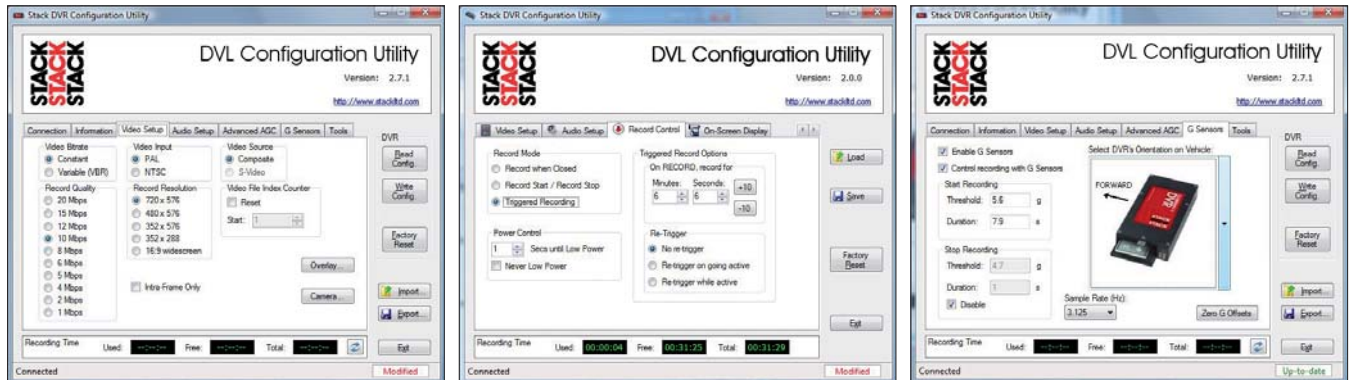 Stack DVR Configuration Utility
STACK STACK STACK
DVL Configuration Utility
Version: 2.7.1
http://www.stackltd.com
Connection Information Video Setup Audio Setup Advanced AGC G Sensors Tools
Video Bitrate
Constant
Variable (VBR)
Video Input
PAL
NTSC
Video Source
Composite
S-Video
Record Quality
20 Mbps
15 Mbps
12 Mbps
10 Mbps
8 Mbps
6 Mbps
5 Mbps
4 Mbps
2 Mbps
1 Mbps
Record Resolution
720 x 576
480 x 576
352 x 576
352 x 288
16:9 widescreen
Intra Frame Only
Video File Index Counter
Reset
Start: 1
Overlay...
Camera...
DVR
Read Config.
Write Config.
Factory Reset
Import...
Export...
Recording Time Used: --:--:-- Free: --:--:-- Total: --:--:--
Exit
Connected Modified
Stack DVR Configuration Utility
STACK STACK STACK
DVL Configuration Utility
Version: 2.0.0
http://www.stackltd.com
Video Setup Audio Setup Record Control On-Screen Display
Record Mode
Record when Closed
Record Start / Record Stop
Triggered Recording
Power Control
1 Secs until Low Power
Never Low Power
Triggered Record Options
On RECORD, record for
Minutes: Seconds:
6 6 +10
-10
Re-Trigger
No re-trigger
Re-trigger on going active
Re-trigger while active
Load
Save
Factory Reset
Exit
Recording Time Used: 00:00:04 Free: 00:31:25 Total: 00:31:29
Connected Modified
Stack DVR Configuration Utility
STACK STACK STACK
DVL Configuration Utility
Version: 2.7.1
http://www.stackltd.com
Connection Information Video Setup Audio Setup Advanced AGC G Sensors Tools
Enable G Sensors
Control recording with G Sensors
Start Recording
Threshold: 5.6 g
Duration: 7.9 s
Stop Recording
Threshold: 4.7 g
Duration: 1 s
Disable
Select DVR's Orientation on Vehicle:
FORWARD
DVR
STACK
Sample Rate (Hz):
3.125
Zero G Offsets
DVR
Read Config.
Write Config.
Factory Reset
Import...
Export...
Recording Time Used: --:--:-- Free: --:--:-- Total: --:--:--
Exit
Connected Up-to-date